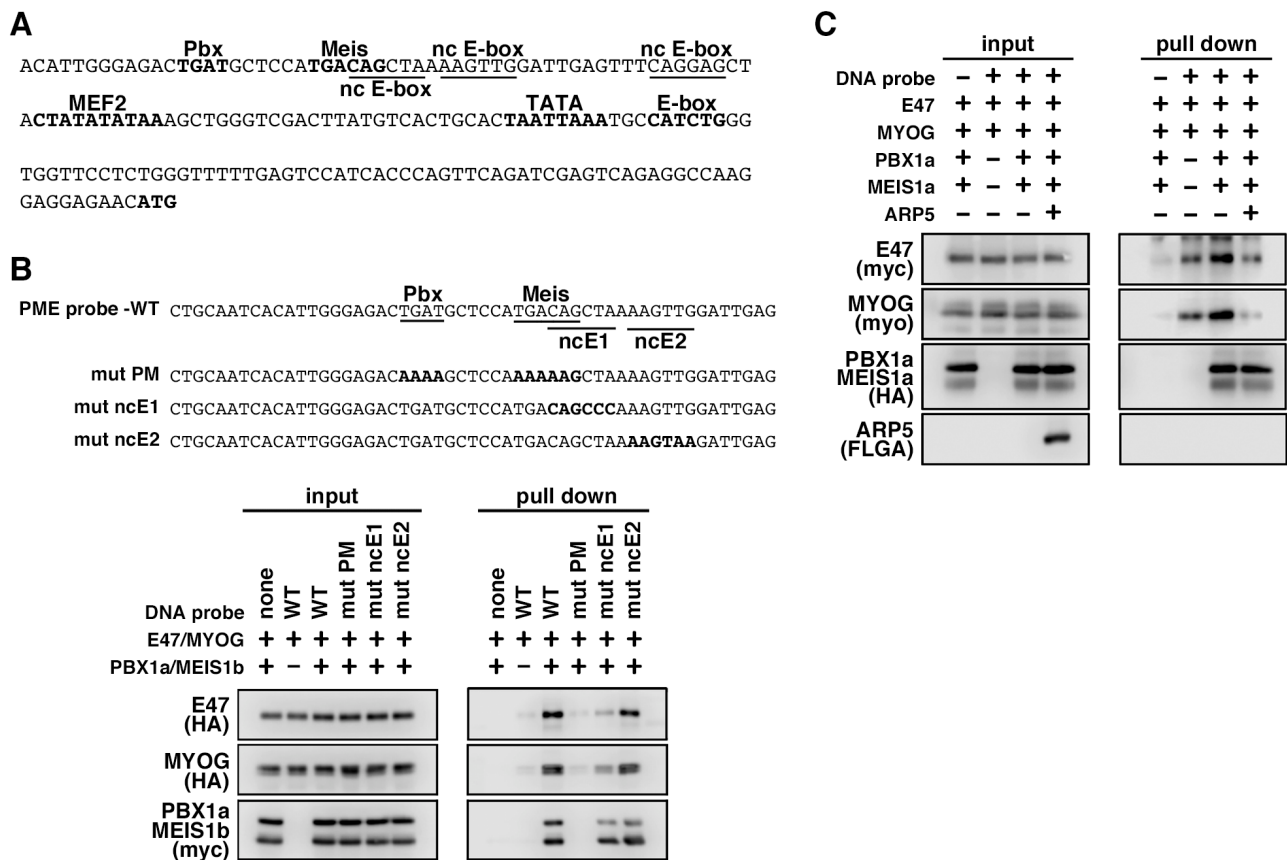 A
Pbx Meis nc E-box nc E-box
ACATTGGGAGACTGATGCTCCATGACAGCTAAAAGTTGGATTGAGTTTCAGGAGCT
nc E-box
MEF2 TATA E-box
ACTATATATAAAGCTGGGTCGACTTATGTCACTGCACTAATTAAATGCCATCTGGG
TGGTTCCTCTGGGTTTTTGAGTCCATCACCCAGTTCAGATCGAGTCAGAGGCCAAG
GAGGAGAACATG
B
Pbx Meis
PME probe -WT CTGCAATCACATTGGGAGACTGATGCTCCATGACAGCTAAAAGTTGGATTGAG
ncE1 ncE2
mut PM CTGCAATCACATTGGGAGACAAAAGCTCCAAAAAAGCTAAAAGTTGGATTGAG
mut ncE1 CTGCAATCACATTGGGAGACTGATGCTCCATGACAGCCCAAAGTTGGATTGAG
mut ncE2 CTGCAATCACATTGGGAGACTGATGCTCCATGACAGCTAAAAGTAAGATTGAG
input pull down
DNA probe none WT WT mut PM mut ncE1 mut ncE2 none WT WT mut PM mut ncE1 mut ncE2
E47/MYOG + + + + + + + + + + + +
PBX1a/MEIS1b + − + + + + + − + + + +
E47
(HA)
MYOG
(HA)
PBX1a
MEIS1b
(myc)
C
input pull down
DNA probe − + + + − + + +
E47 + + + + + + + +
MYOG + + + + + + + +
PBX1a + − + + + − + +
MEIS1a + − + + + − + +
ARP5 − − − + − − − +
E47
(myc)
MYOG
(myo)
PBX1a
MEIS1a
(HA)
ARP5
(FLGA)